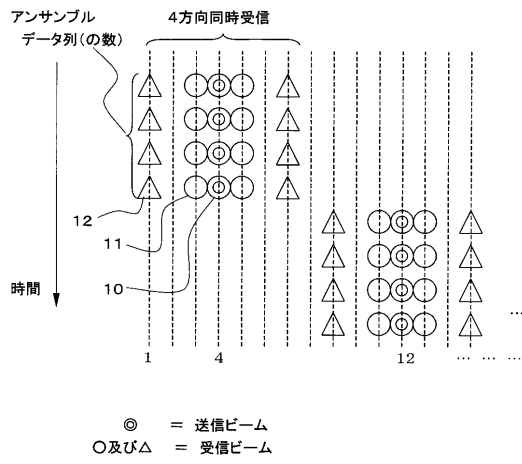 アンサンブル
データ列(の数)
4方向同時受信
12
11
10
時間
1 4 12 … … …
…
◎ = 送信ビーム
○及び△ = 受信ビーム